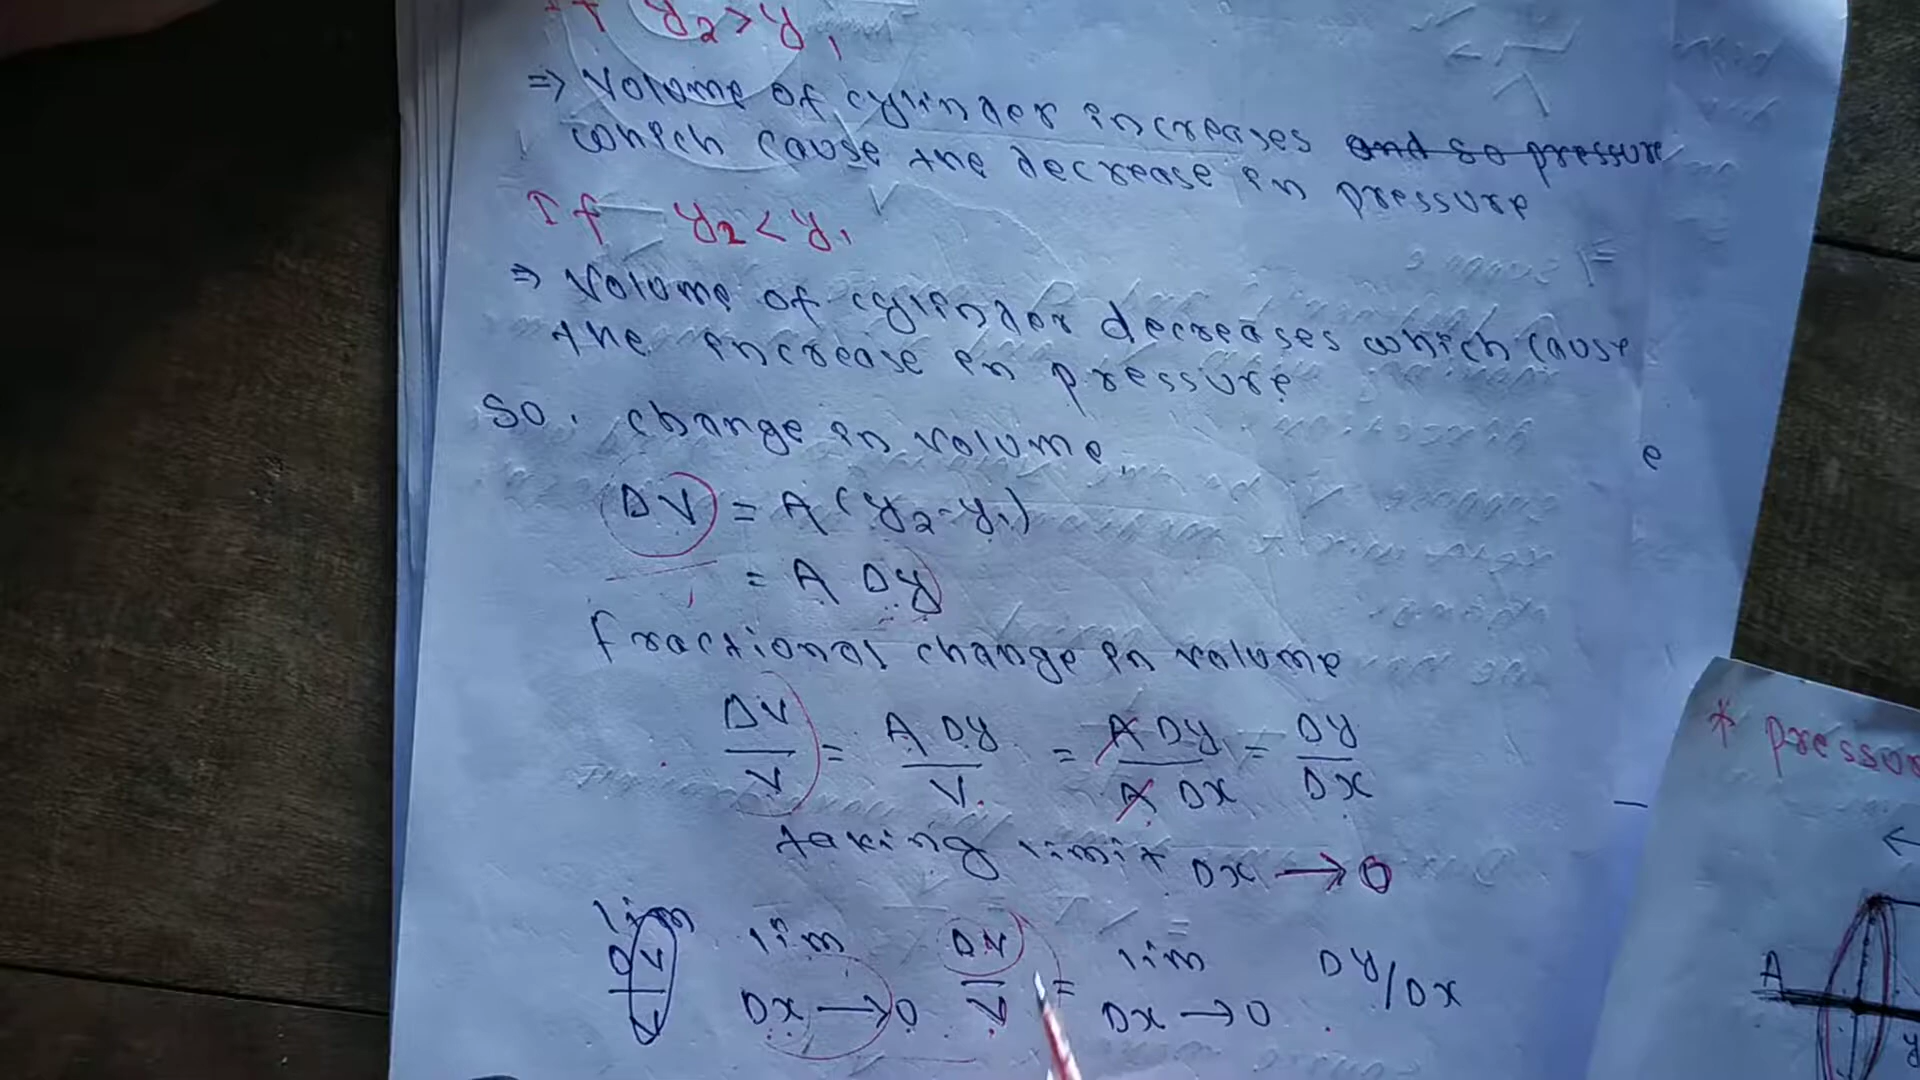 If y₂ > y₁
⇒ Volume of cylinder increases and so pressure
which cause the decrease in pressure
If y₂ < y₁
⇒ Volume of cylinder decreases which cause
the increase in pressure
So, change in volume,
ΔV = A(y₂-y₁)
= A Δy
fractional change in volume
ΔV/V = A Δy/V = A Δy/A Δx = Δy/Δx
taking limit Δx → 0
lim Δx → 0 ΔV/V = lim Δx → 0 Δy/Δx
e
* pressur
A
y